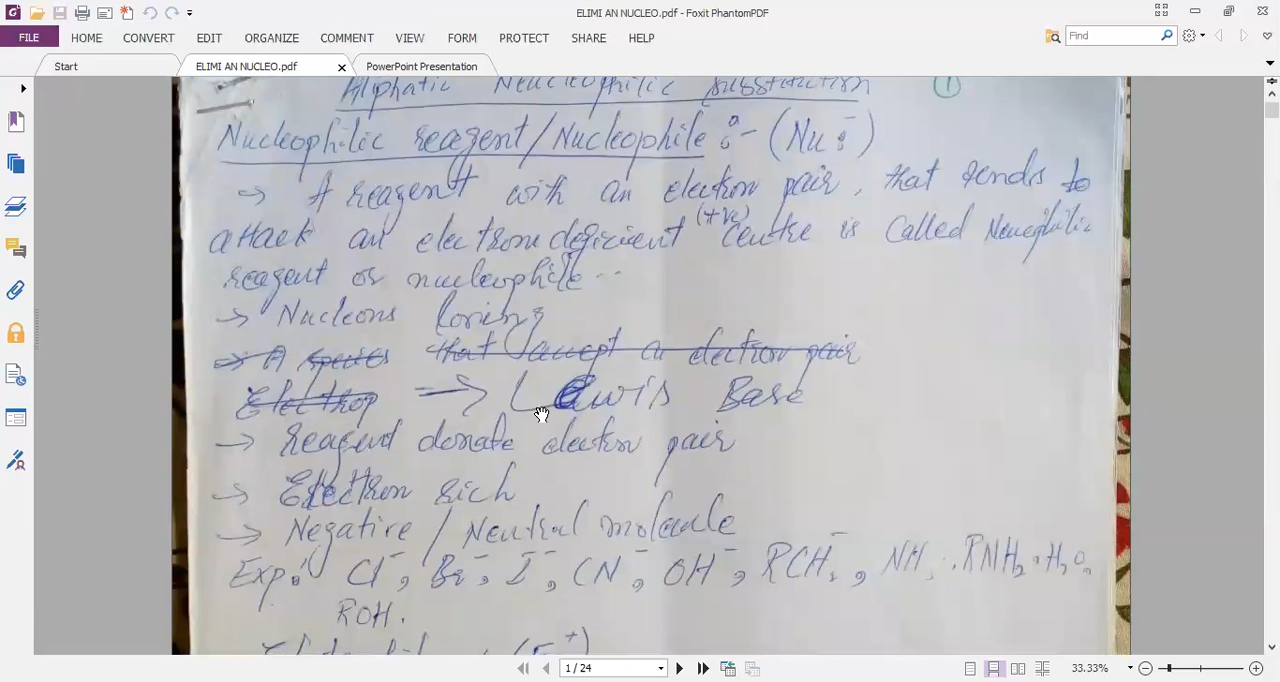 ELIMI AN NUCLEO.pdf - Foxit PhantomPDF
FILE HOME CONVERT EDIT ORGANIZE COMMENT VIEW FORM PROTECT SHARE HELP
Find
Start ELIMI AN NUCLEO.pdf PowerPoint Presentation
Aliphatic Neucleophilic substitution 1
Nucleophilic reagent/Nucleophile :- (Nu:⁻)
→ A reagent with an electron pair, that tends to
attack an electron deficient (+ve) centre is called
reagent or nucleophile..
→ Nucleons loving
→ A species that accept an electron pair
Electrop ⇒ Lewis Base
→ Reagent donate electron pair
→ Electron rich
→ Negative / Neutral molecule
Exp: Cl⁻, Br⁻, I⁻, CN⁻, OH⁻, RCH₂⁻, NH₃, RNH₂, H₂O,
ROH.
(E⁺)
1 / 24
33.33%